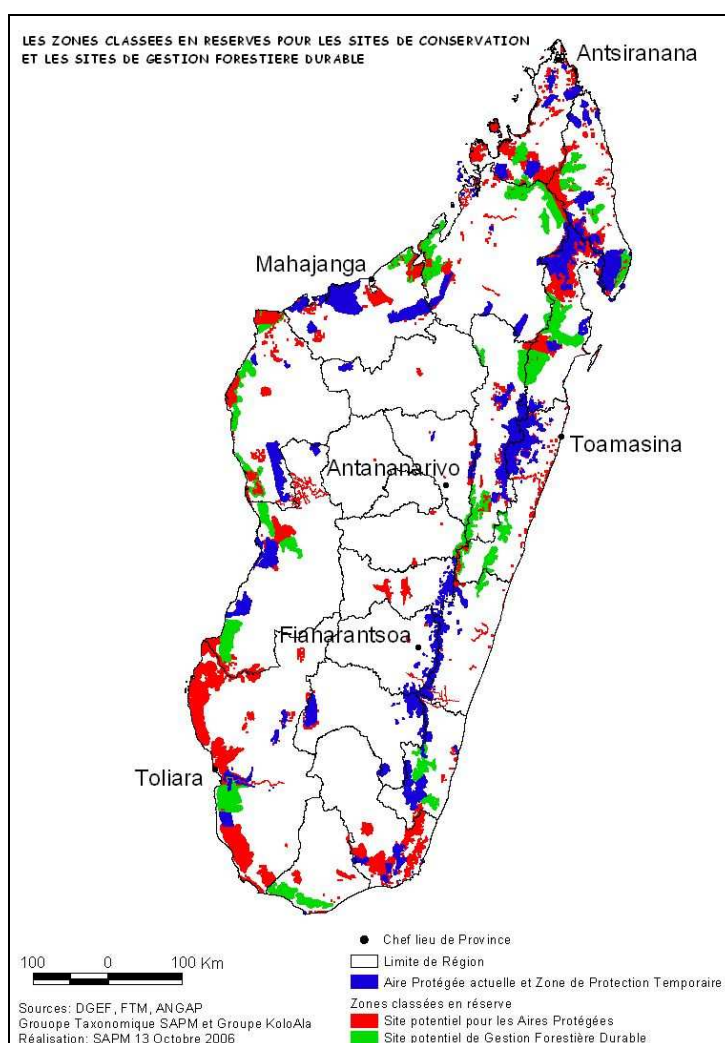 LES ZONES CLASSEES EN RESERVES POUR LES SITES DE CONSERVATION
ET LES SITES DE GESTION FORESTIERE DURABLE
Antsiranana
Mahajanga
Toamasina
Antananarivo
Fianarantsoa
Toliara
100 0 100 Km
Sources: DGEF, FTM, ANGAP
Grouope Taxonomique SAPM et Groupe KoloAla
Réalisation: SAPM 13 Octobre 2006
Chef lieu de Province
Limite de Région
Aire Protégée actuelle et Zone de Protection Temporaire
Zones classées en réserve
Site potentiel pour les Aires Protégées
Site potentiel de Gestion Forestière Durable